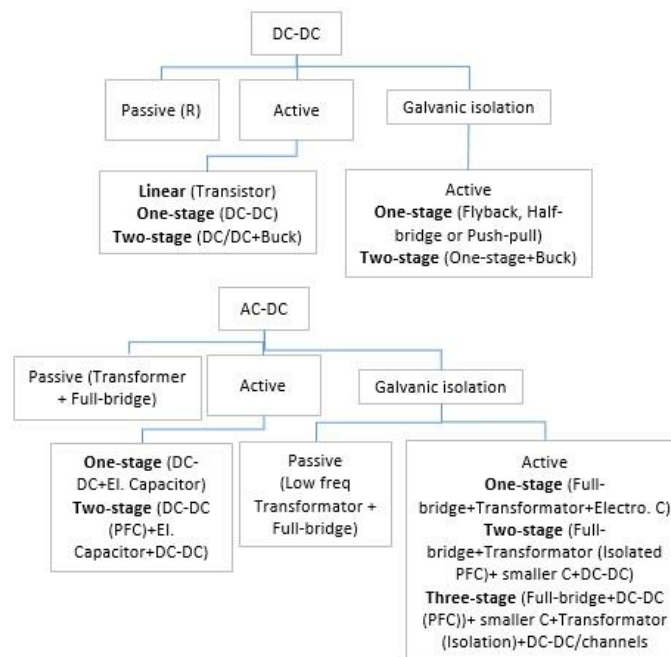 DC-DC
Passive (R)
Active
Galvanic isolation
Linear (Transistor)
One-stage (DC-DC)
Two-stage (DC/DC+Buck)
Active
One-stage (Flyback, Half-
bridge or Push-pull)
Two-stage (One-stage+Buck)
AC-DC
Passive (Transformer
+ Full-bridge)
Active
Galvanic isolation
One-stage (DC-
DC+El. Capacitor)
Two-stage (DC-DC
(PFC)+El.
Capacitor+DC-DC)
Passive
(Low freq
Transformator +
Full-bridge)
Active
One-stage (Full-
bridge+Transformator+Electro. C)
Two-stage (Full-
bridge+Transformator (Isolated
PFC)+ smaller C+DC-DC)
Three-stage (Full-bridge+DC-DC
(PFC))+ smaller C+Transformator
(Isolation)+DC-DC/channels